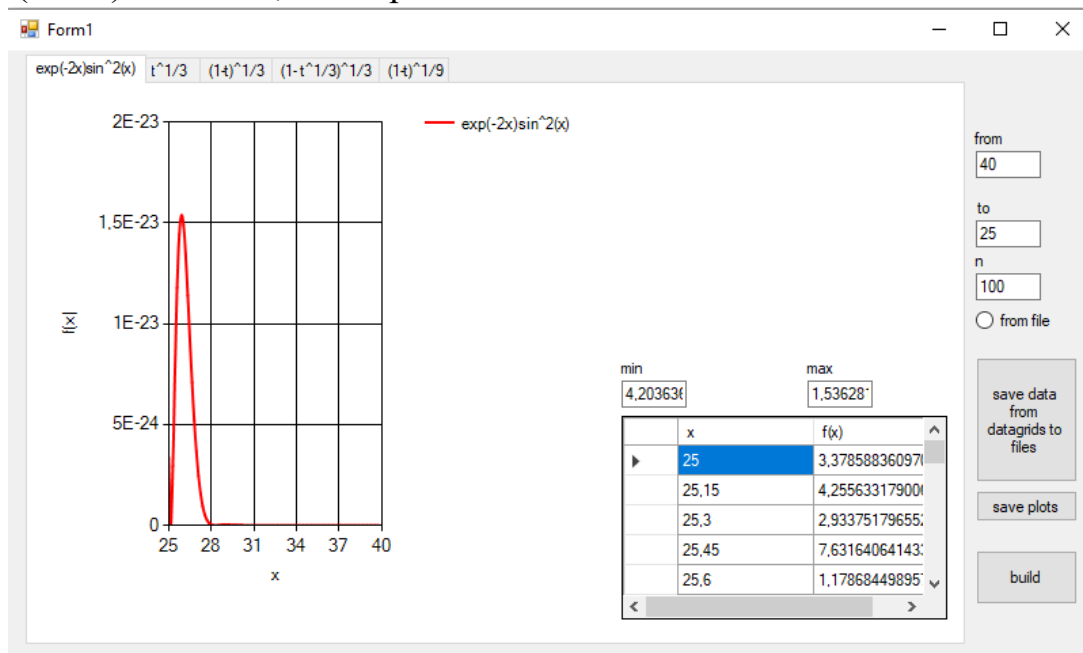 Form1
exp(-2x)sin^2(x) t^1/3 (1-t)^1/3 (1-t^1/3)^1/3 (1-t)^1/9
2E-23
1,5E-23
1E-23
5E-24
0
f(x)
25 28 31 34 37 40
x
exp(-2x)sin^2(x)
from
40
to
25
n
100
from file
min max
4,203636 1,536281
x f(x)
25 3,37858836097
25,15 4,25563317900
25,3 2,93375179655
25,45 7,63164064143
25,6 1,17868449895
save data
from
datagrids to
files
save plots
build